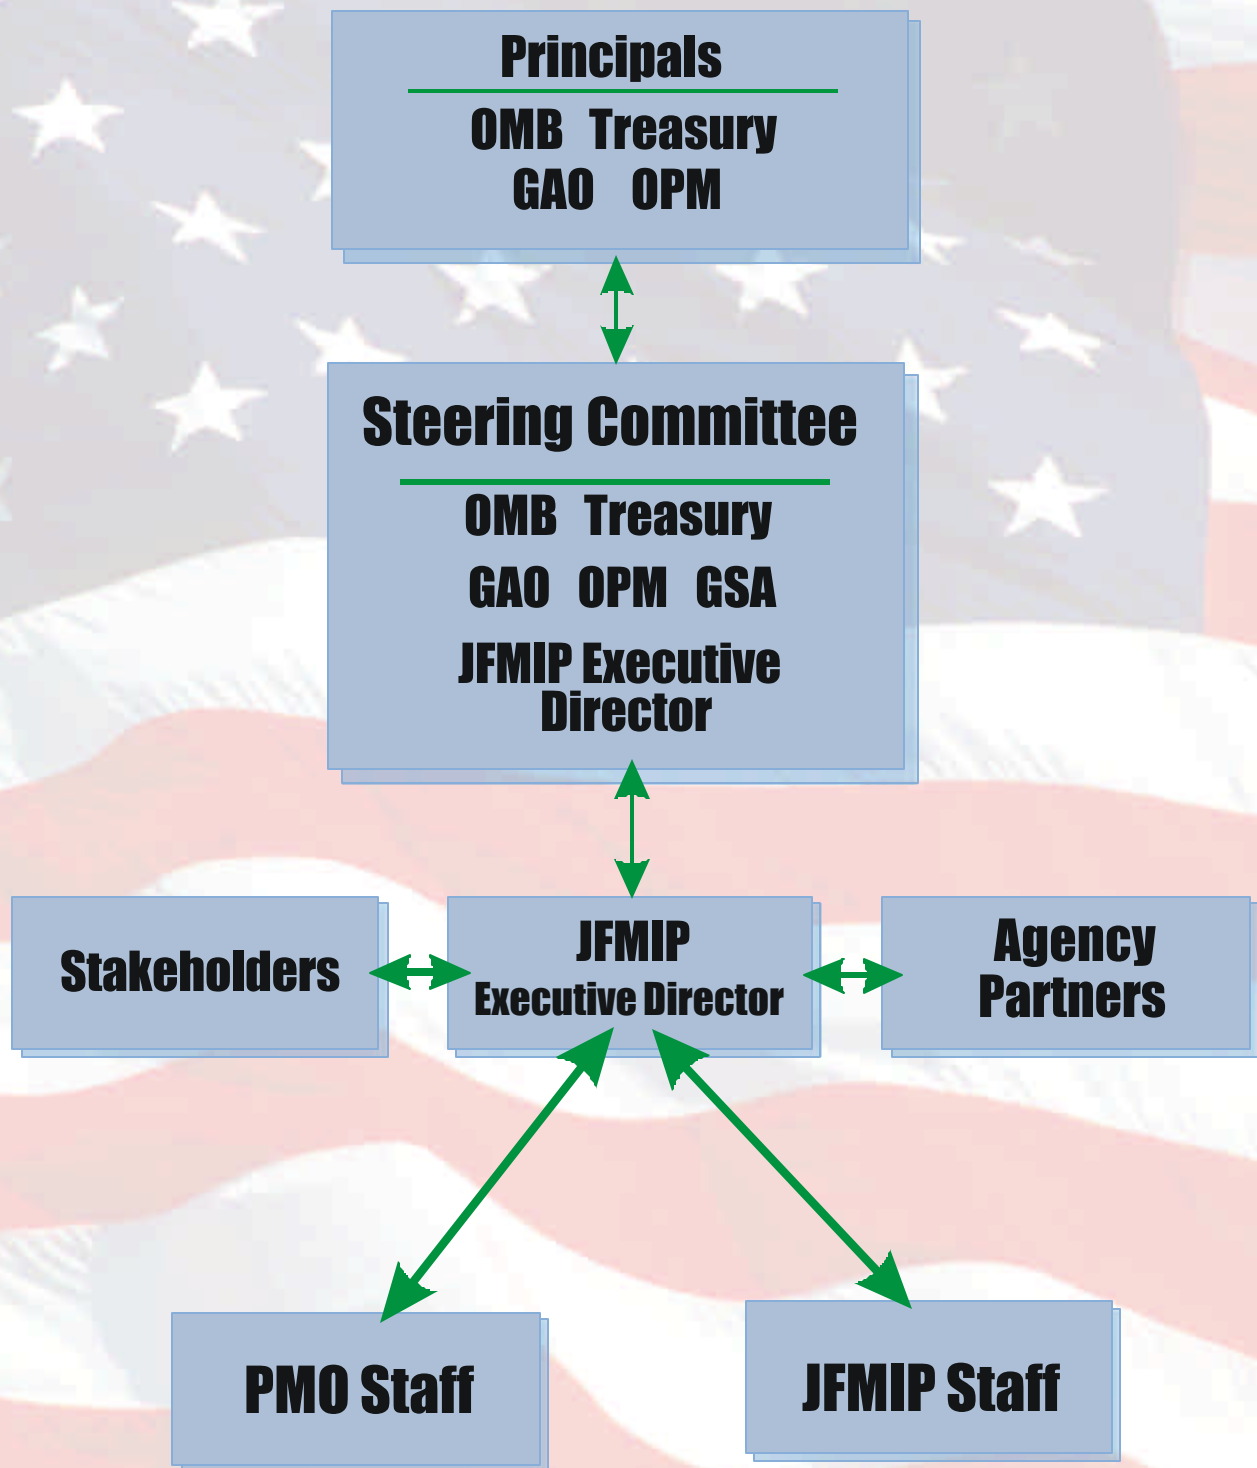 Principals
OMB Treasury
GAO OPM
Steering Committee
OMB Treasury
GAO OPM GSA
JFMIP Executive
Director
Stakeholders
JFMIP
Executive Director
Agency
Partners
PMO Staff
JFMIP Staff